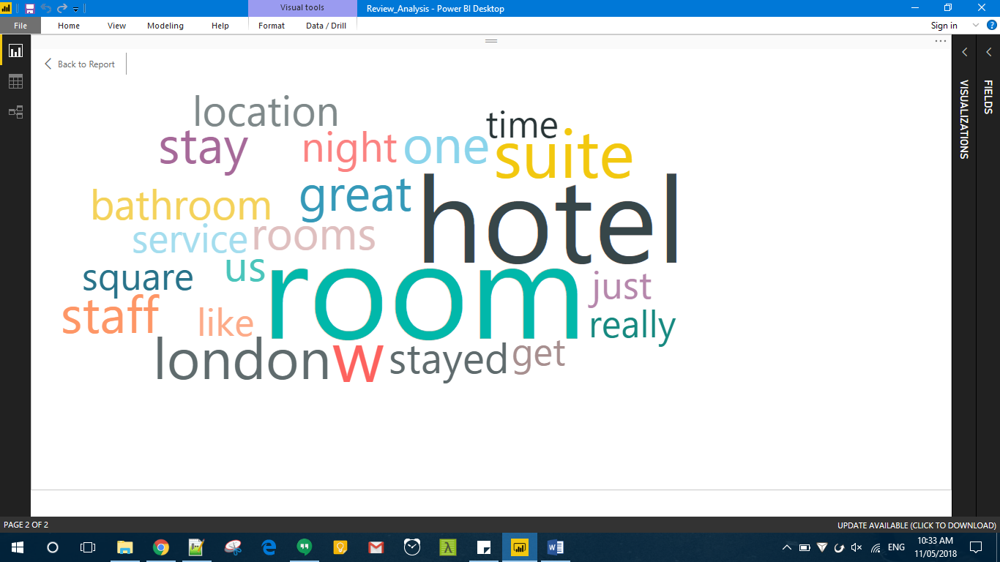 Visual tools
Review_Analysis - Power BI Desktop
File Home View Modeling Help Format Data / Drill Sign in
Back to Report
VISUALIZATIONS
FIELDS
location
time
stay night one suite
bathroom great hotel
service rooms
square us room just
staff like really
london w stayed get
PAGE 2 OF 2
UPDATE AVAILABLE (CLICK TO DOWNLOAD)
ENG
10:33 AM
11/05/2018